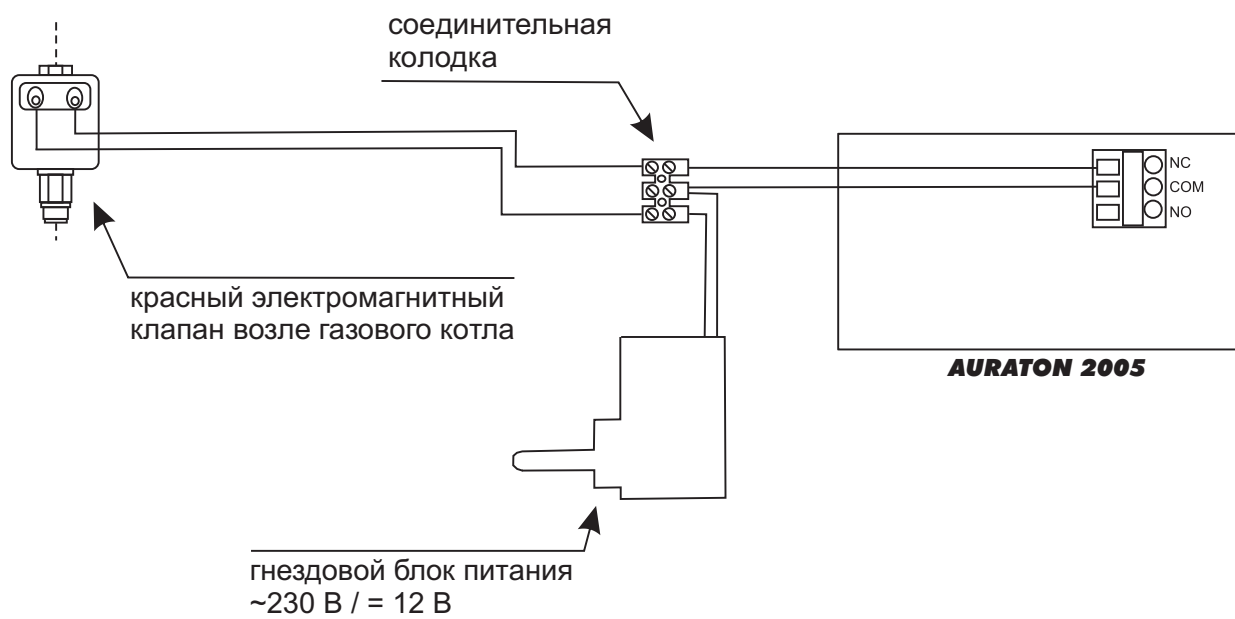 соединительная
колодка
NC
COM
NO
красный электромагнитный
клапан возле газового котла
AURATON 2005
гнездовой блок питания
~230 В / = 12 В